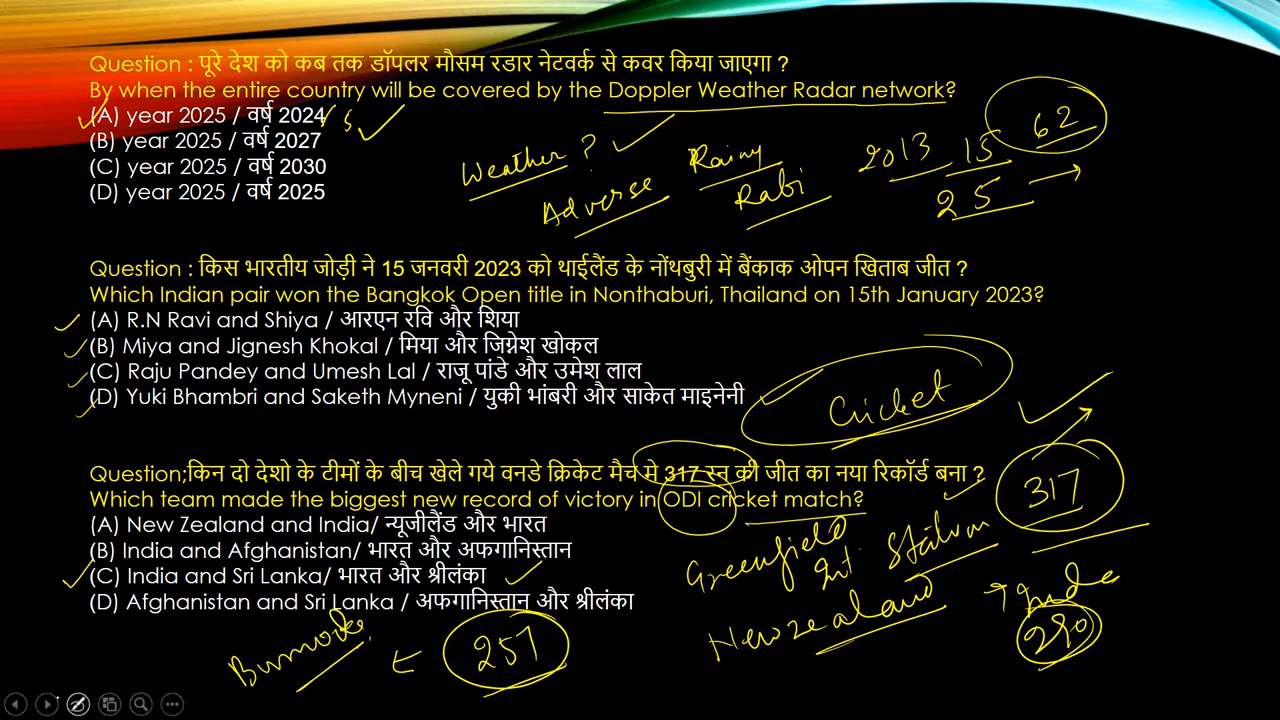 Question : पूरे देश को कब तक डॉपलर मौसम रडार नेटवर्क से कवर किया जाएगा ?
By when the entire country will be covered by the Doppler Weather Radar network?
(A) year 2025 / वर्ष 2024
(B) year 2025 / वर्ष 2027
(C) year 2025 / वर्ष 2030
(D) year 2025 / वर्ष 2025
Weather ?
Adverse
Rainy
Rabi
2013 15 62
25
Question : किस भारतीय जोड़ी ने 15 जनवरी 2023 को थाईलैंड के नोंथबुरी में बैंकाक ओपन खिताब जीत ?
Which Indian pair won the Bangkok Open title in Nonthaburi, Thailand on 15th January 2023?
(A) R.N Ravi and Shiya / आरएन रवि और शिया
(B) Miya and Jignesh Khokal / मिया और जिग्नेश खोकल
(C) Raju Pandey and Umesh Lal / राजू पांडे और उमेश लाल
(D) Yuki Bhambri and Saketh Myneni / युकी भांबरी और साकेत माइनेनी
Cricket
Question;किन दो देशो के टीमों के बीच खेले गये वनडे क्रिकेट मैच मे 317 रन की जीत का नया रिकॉर्ड बना ?
Which team made the biggest new record of victory in ODI cricket match?
(A) New Zealand and India/ न्यूजीलैंड और भारत
(B) India and Afghanistan/ भारत और अफगानिस्तान
(C) India and Sri Lanka/ भारत और श्रीलंका
(D) Afghanistan and Sri Lanka / अफगानिस्तान और श्रीलंका
317
Greenfield
Int
Newzealand
290
257